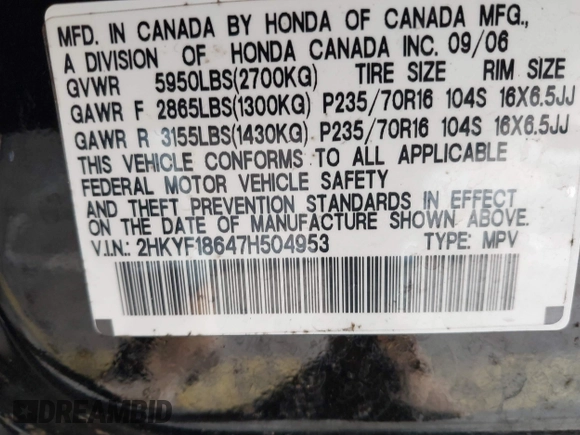 MFD. IN CANADA BY HONDA OF CANADA MFG.,
A DIVISION OF HONDA CANADA INC. 09/06
GVWR 5950LBS(2700KG) TIRE SIZE RIM SIZE
GAWR F 2865LBS(1300KG) P235/70R16 104S 16X6.5JJ
GAWR R 3155LBS(1430KG) P235/70R16 104S 16X6.5JJ
THIS VEHICLE CONFORMS TO ALL APPLICABLE
FEDERAL MOTOR VEHICLE SAFETY
AND THEFT PREVENTION STANDARDS IN EFFECT
ON THE DATE OF MANUFACTURE SHOWN ABOVE.
V.I.N.: 2HKYF18647H504953 TYPE: MPV
DREAMBID